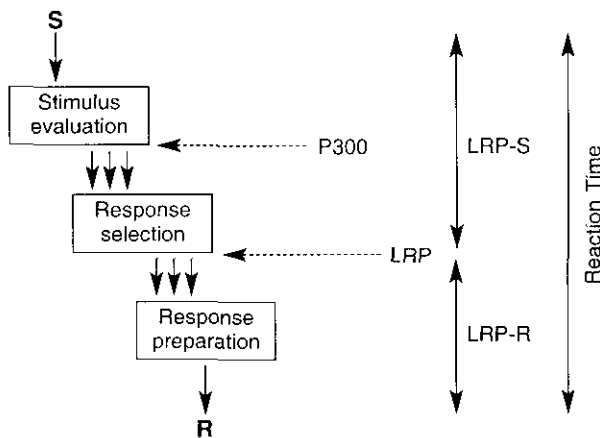 S
Stimulus
evaluation
P300
LRP-S
Response
selection
LRP
Reaction Time
Response
preparation
LRP-R
R